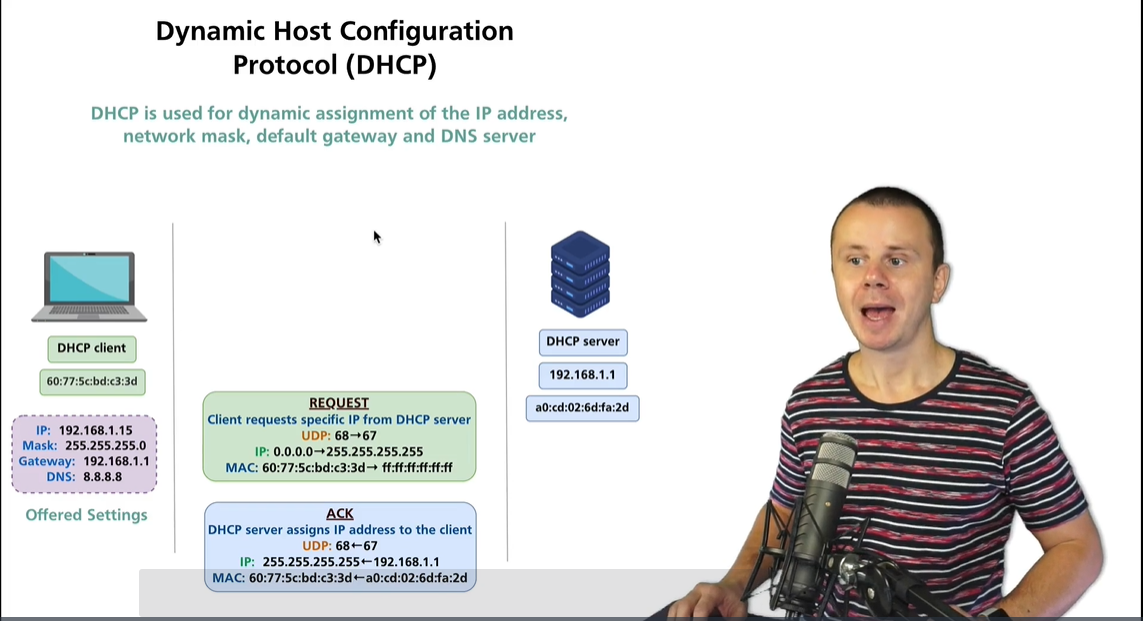 Dynamic Host Configuration
Protocol (DHCP)
DHCP is used for dynamic assignment of the IP address,
network mask, default gateway and DNS server
DHCP client
60:77:5c:bd:c3:3d
IP: 192.168.1.15
Mask: 255.255.255.0
Gateway: 192.168.1.1
DNS: 8.8.8.8
Offered Settings
REQUEST
Client requests specific IP from DHCP server
UDP: 68→67
IP: 0.0.0.0→255.255.255.255
MAC: 60:77:5c:bd:c3:3d→ ff:ff:ff:ff:ff:ff
ACK
DHCP server assigns IP address to the client
UDP: 68←67
IP: 255.255.255.255←192.168.1.1
MAC: 60:77:5c:bd:c3:3d←a0:cd:02:6d:fa:2d
DHCP server
192.168.1.1
a0:cd:02:6d:fa:2d